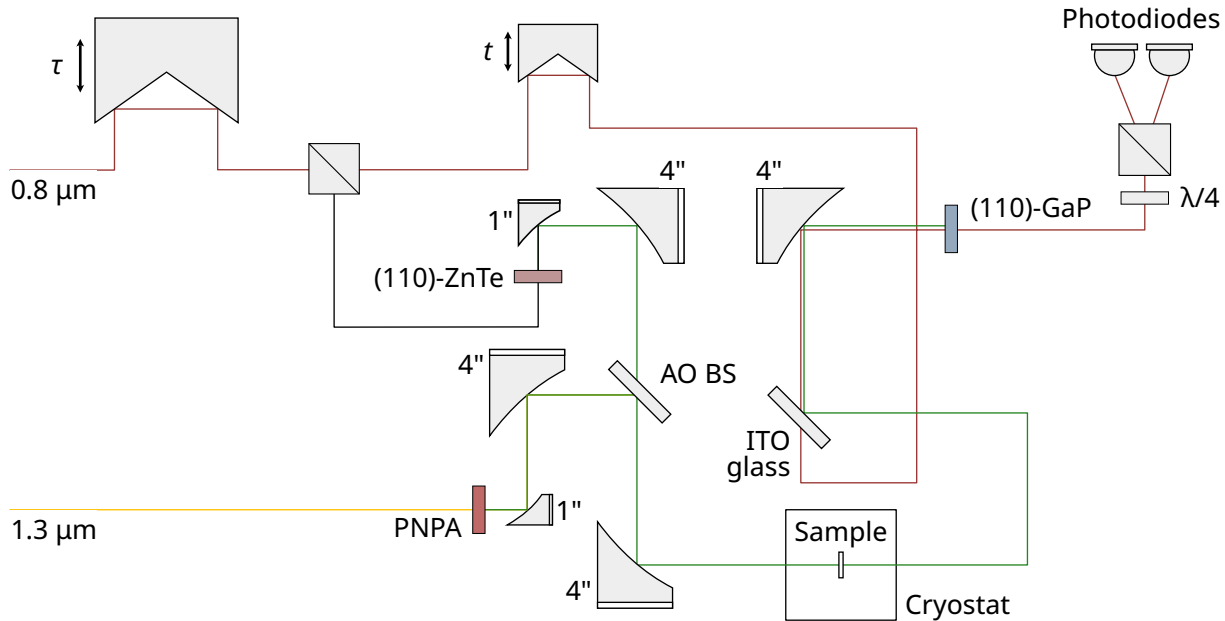 Photodiodes
τ
t
0.8 µm
4"
4"
λ/4
1"
(110)-GaP
(110)-ZnTe
4"
AO BS
ITO
glass
1"
PNPA
1.3 µm
Sample
4"
Cryostat